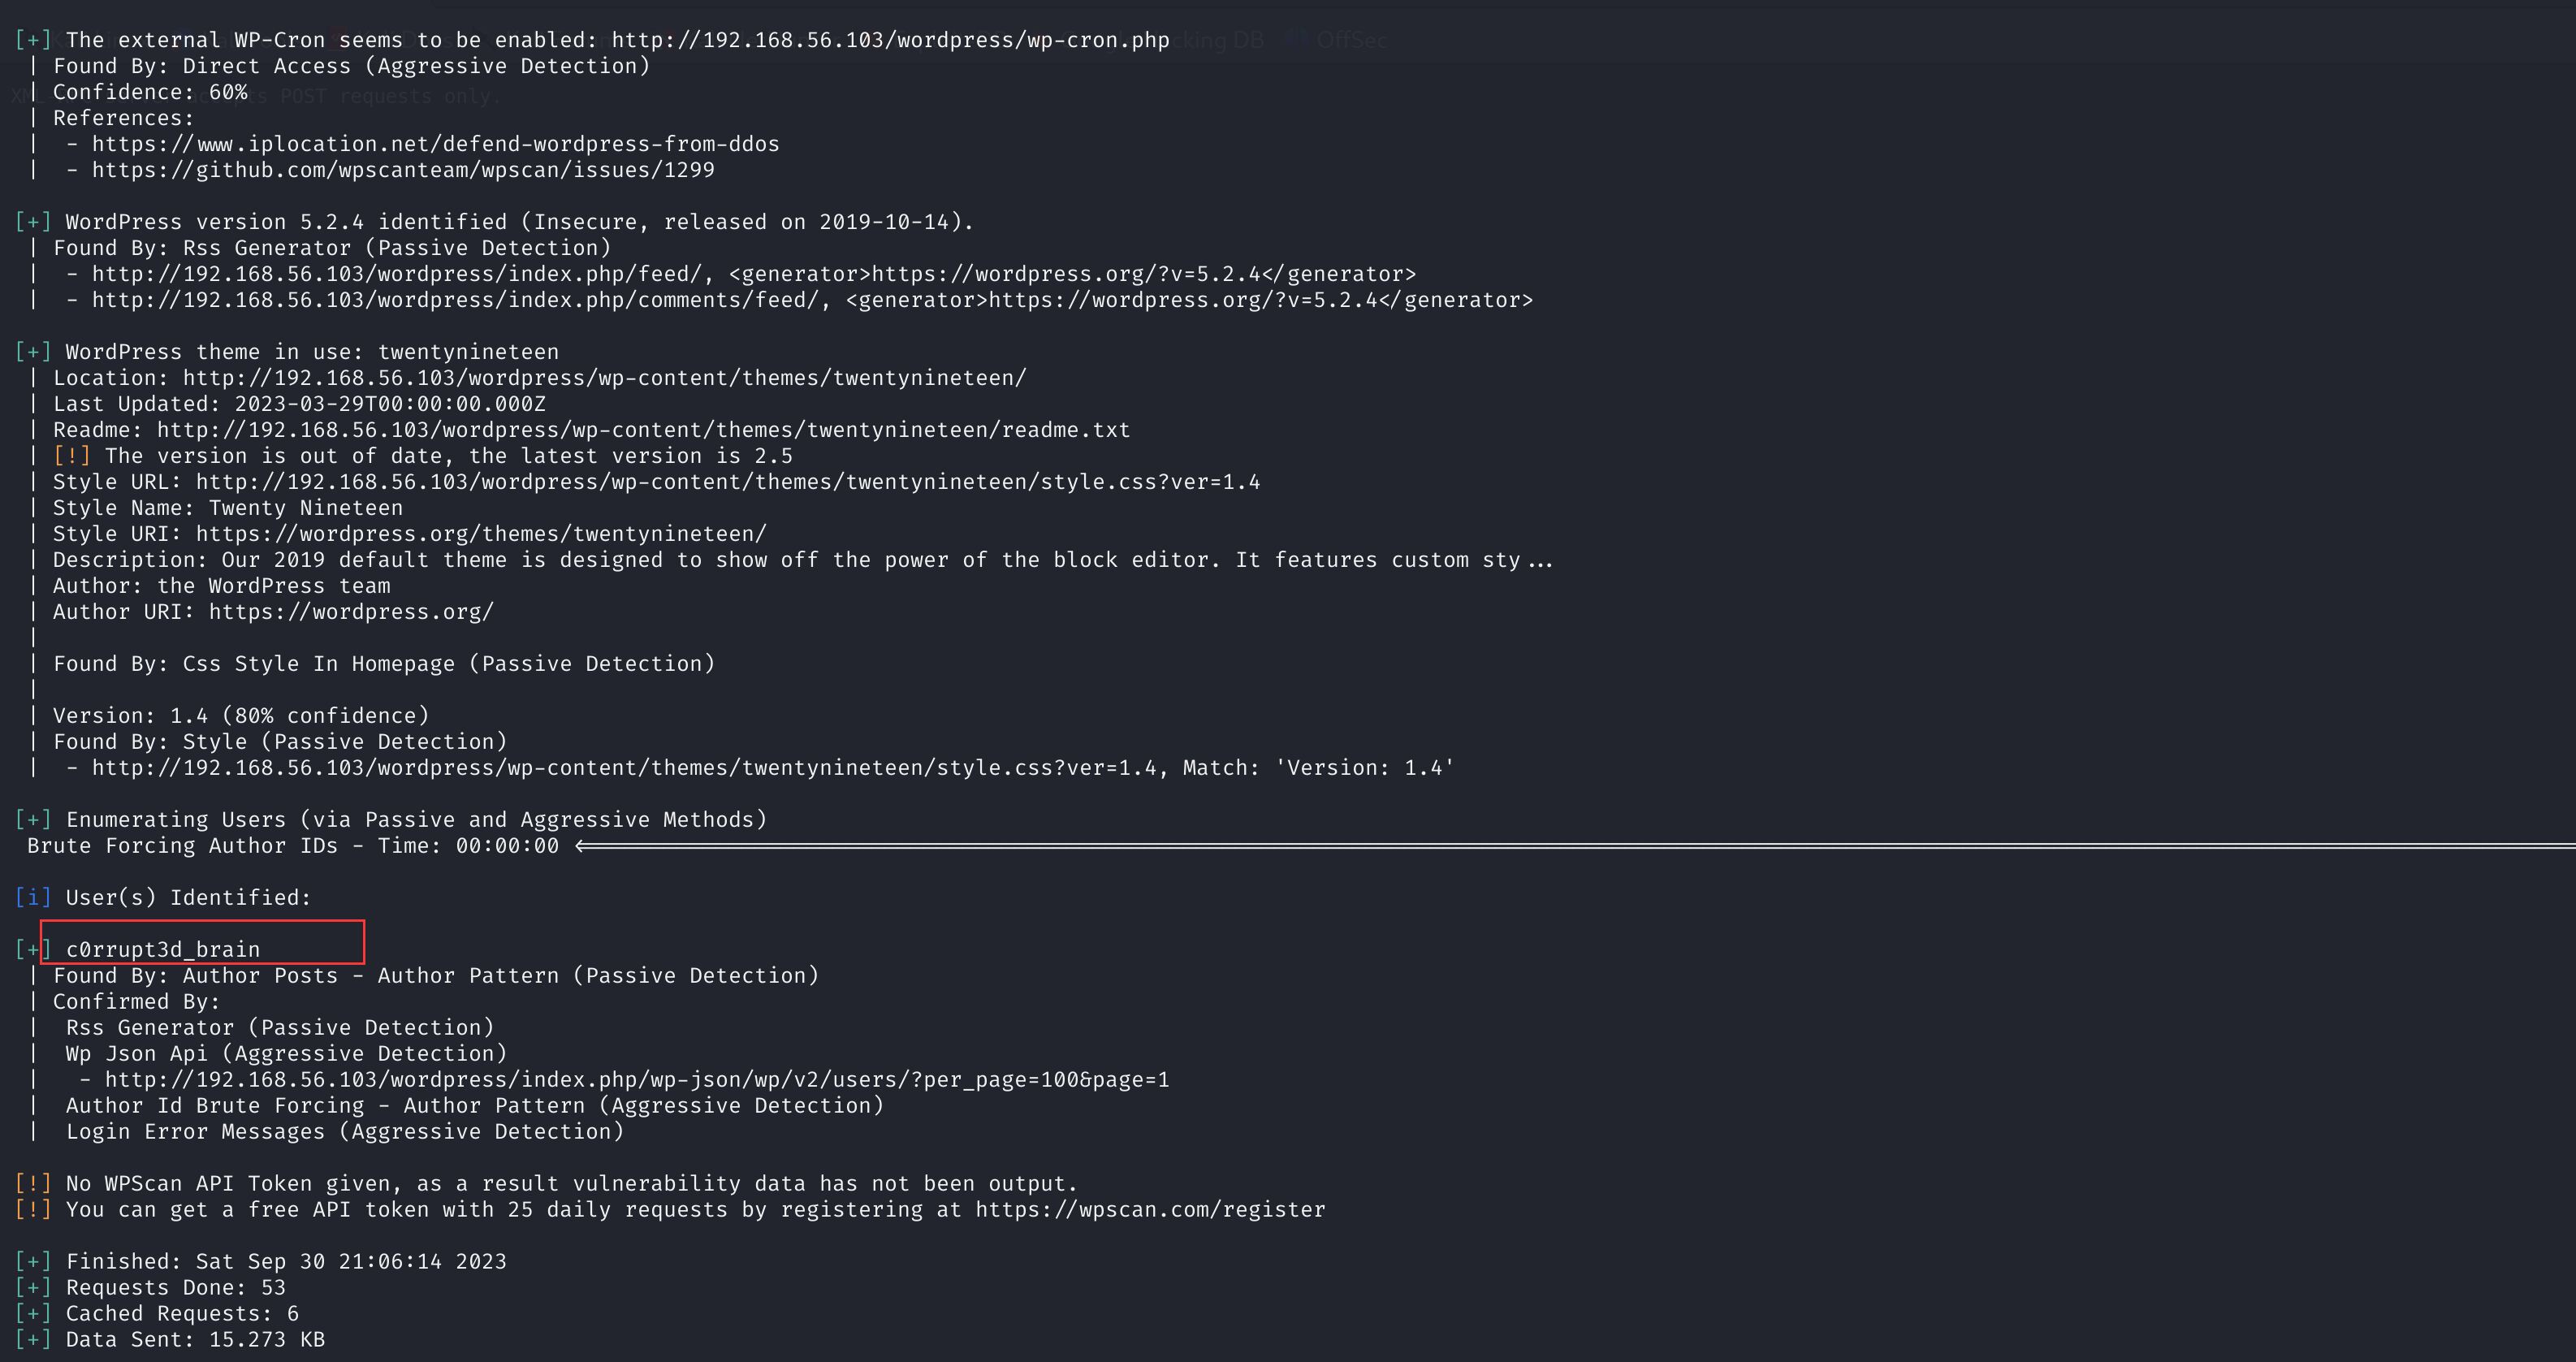 [+] The external WP-Cron seems to be enabled: http://192.168.56.103/wordpress/wp-cron.php cking DB OffSec
 | Found By: Direct Access (Aggressive Detection)
 | Confidence: 60%
pts POST requests only.
 | References:
 |  - https://www.iplocation.net/defend-wordpress-from-ddos
 |  - https://github.com/wpscanteam/wpscan/issues/1299
[+] WordPress version 5.2.4 identified (Insecure, released on 2019-10-14).
 | Found By: Rss Generator (Passive Detection)
 |  - http://192.168.56.103/wordpress/index.php/feed/, <generator>https://wordpress.org/?v=5.2.4</generator>
 |  - http://192.168.56.103/wordpress/index.php/comments/feed/, <generator>https://wordpress.org/?v=5.2.4</generator>
[+] WordPress theme in use: twentynineteen
 | Location: http://192.168.56.103/wordpress/wp-content/themes/twentynineteen/
 | Last Updated: 2023-03-29T00:00:00.000Z
 | Readme: http://192.168.56.103/wordpress/wp-content/themes/twentynineteen/readme.txt
 | [!] The version is out of date, the latest version is 2.5
 | Style URL: http://192.168.56.103/wordpress/wp-content/themes/twentynineteen/style.css?ver=1.4
 | Style Name: Twenty Nineteen
 | Style URI: https://wordpress.org/themes/twentynineteen/
 | Description: Our 2019 default theme is designed to show off the power of the block editor. It features custom sty...
 | Author: the WordPress team
 | Author URI: https://wordpress.org/
 |
 | Found By: Css Style In Homepage (Passive Detection)
 |
 | Version: 1.4 (80% confidence)
 | Found By: Style (Passive Detection)
 |  - http://192.168.56.103/wordpress/wp-content/themes/twentynineteen/style.css?ver=1.4, Match: 'Version: 1.4'
[+] Enumerating Users (via Passive and Aggressive Methods)
 Brute Forcing Author IDs - Time: 00:00:00 <==============================
[i] User(s) Identified:
[+] c0rrupt3d_brain
 | Found By: Author Posts - Author Pattern (Passive Detection)
 | Confirmed By:
 |  Rss Generator (Passive Detection)
 |  Wp Json Api (Aggressive Detection)
 |   - http://192.168.56.103/wordpress/index.php/wp-json/wp/v2/users/?per_page=100&page=1
 |  Author Id Brute Forcing - Author Pattern (Aggressive Detection)
 |  Login Error Messages (Aggressive Detection)
[!] No WPScan API Token given, as a result vulnerability data has not been output.
[!] You can get a free API token with 25 daily requests by registering at https://wpscan.com/register
[+] Finished: Sat Sep 30 21:06:14 2023
[+] Requests Done: 53
[+] Cached Requests: 6
[+] Data Sent: 15.273 KB